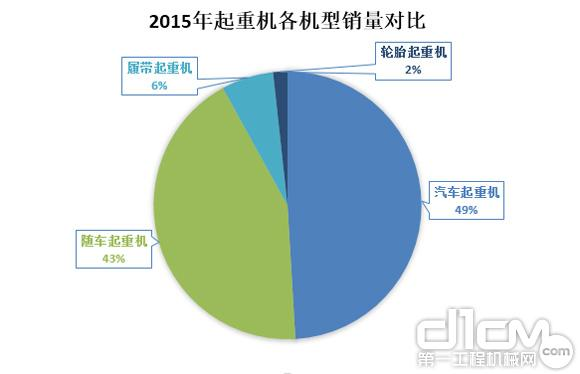 2015年起重机各机型销量对比
轮胎起重机
2%
履带起重机
6%
汽车起重机
49%
随车起重机
43%
d1cm
.com
第一工程机械网